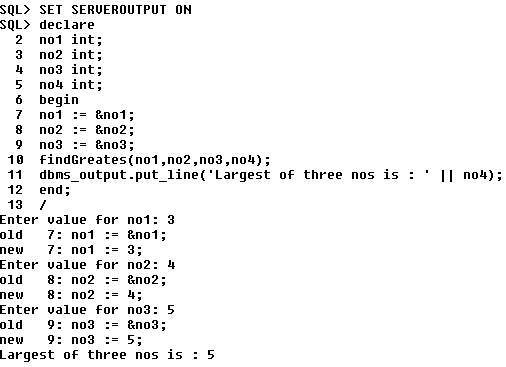 SQL> SET SERVEROUTPUT ON
SQL> declare
  2  no1 int;
  3  no2 int;
  4  no3 int;
  5  no4 int;
  6  begin
  7  no1 := &no1;
  8  no2 := &no2;
  9  no3 := &no3;
 10  findGreates(no1,no2,no3,no4);
 11  dbms_output.put_line('Largest of three nos is : ' || no4);
 12  end;
 13  /
Enter value for no1: 3
old   7: no1 := &no1;
new   7: no1 := 3;
Enter value for no2: 4
old   8: no2 := &no2;
new   8: no2 := 4;
Enter value for no3: 5
old   9: no3 := &no3;
new   9: no3 := 5;
Largest of three nos is : 5